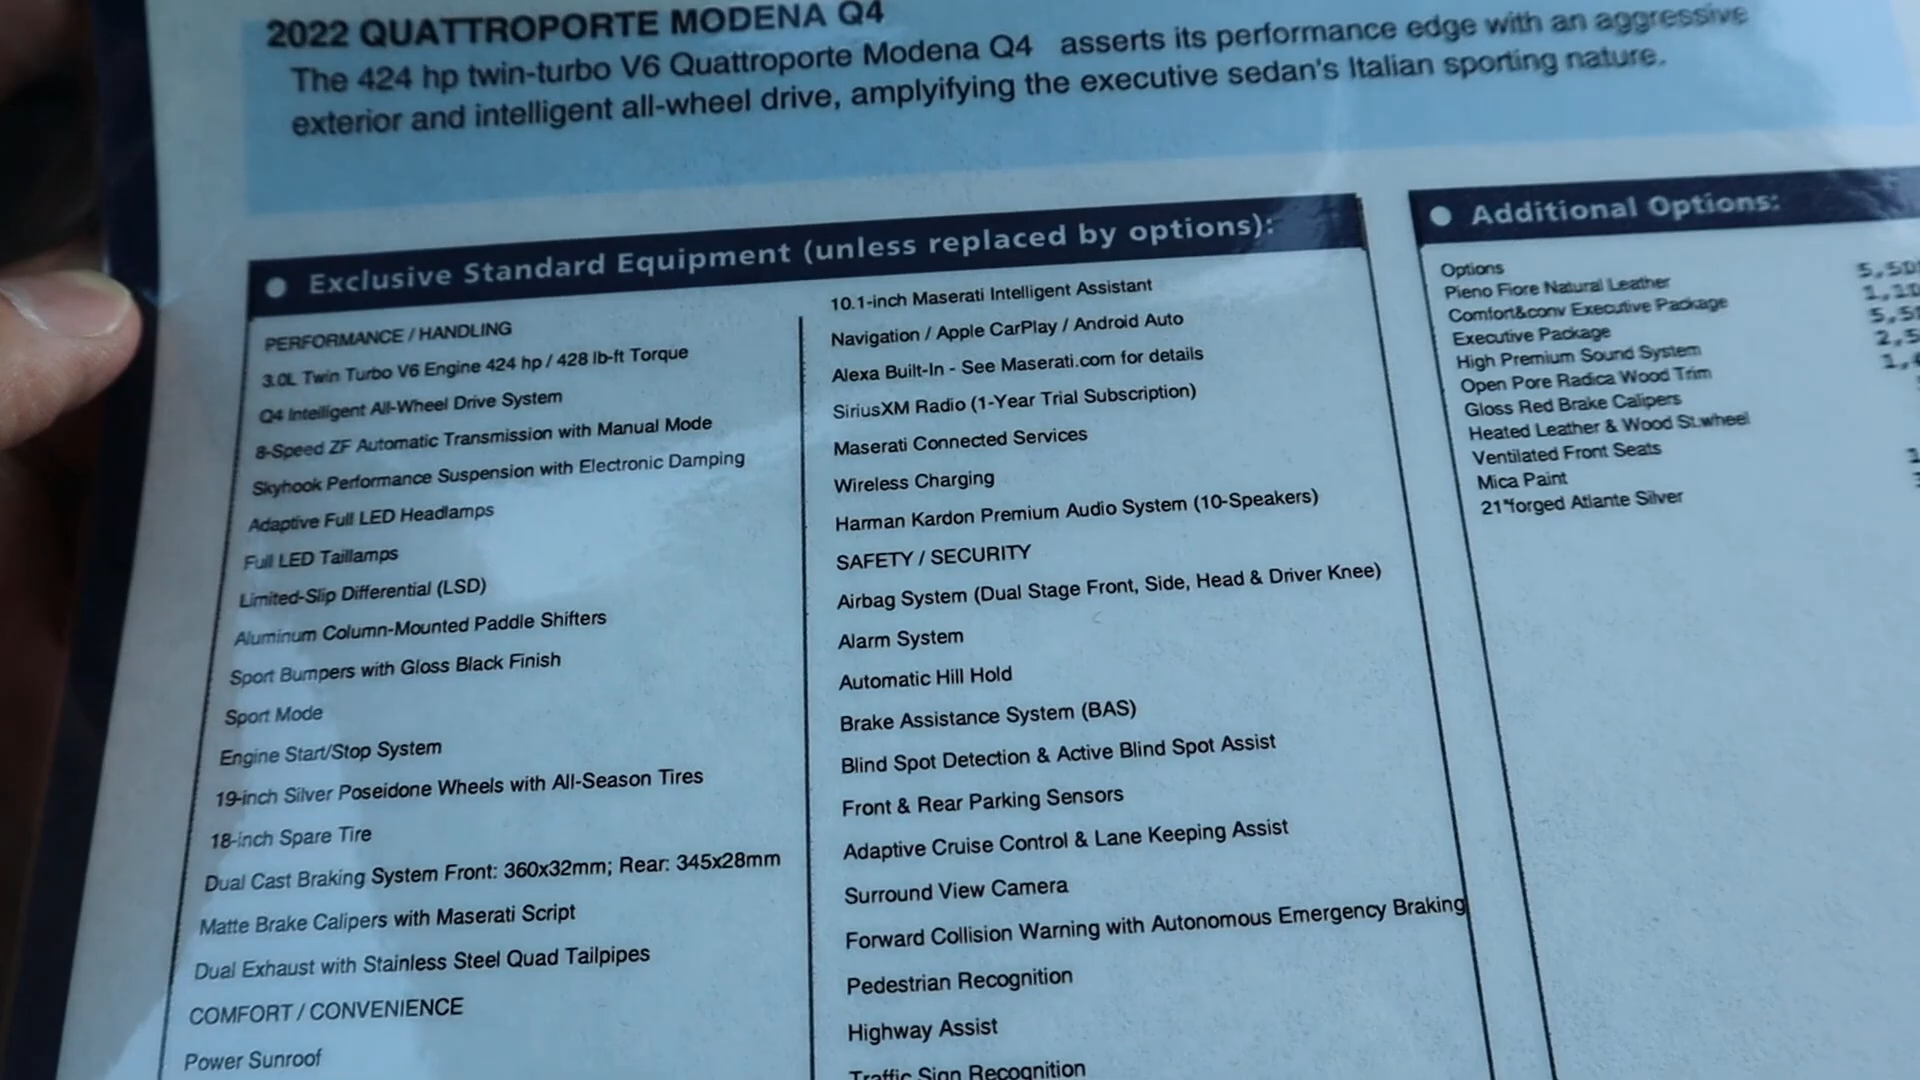 2022 QUATTROPORTE MODENA Q4
The 424 hp twin-turbo V6 Quattroporte Modena Q4 asserts its performance edge with an aggressive
exterior and intelligent all-wheel drive, amplyifying the executive sedan's Italian sporting nature.
Exclusive Standard Equipment (unless replaced by options):
PERFORMANCE / HANDLING
3.0L Twin Turbo V6 Engine 424 hp / 428 lb-ft Torque
Q4 Intelligent All-Wheel Drive System
8-Speed ZF Automatic Transmission with Manual Mode
Skyhook Performance Suspension with Electronic Damping
Adaptive Full LED Headlamps
Full LED Taillamps
Limited-Slip Differential (LSD)
Aluminum Column-Mounted Paddle Shifters
Sport Bumpers with Gloss Black Finish
Sport Mode
Engine Start/Stop System
19-inch Silver Poseidone Wheels with All-Season Tires
18-inch Spare Tire
Dual Cast Braking System Front: 360x32mm; Rear: 345x28mm
Matte Brake Calipers with Maserati Script
Dual Exhaust with Stainless Steel Quad Tailpipes
COMFORT / CONVENIENCE
Power Sunroof
10.1-inch Maserati Intelligent Assistant
Navigation / Apple CarPlay / Android Auto
Alexa Built-In - See Maserati.com for details
SiriusXM Radio (1-Year Trial Subscription)
Maserati Connected Services
Wireless Charging
Harman Kardon Premium Audio System (10-Speakers)
SAFETY / SECURITY
Airbag System (Dual Stage Front, Side, Head & Driver Knee)
Alarm System
Automatic Hill Hold
Brake Assistance System (BAS)
Blind Spot Detection & Active Blind Spot Assist
Front & Rear Parking Sensors
Adaptive Cruise Control & Lane Keeping Assist
Surround View Camera
Forward Collision Warning with Autonomous Emergency Braking
Pedestrian Recognition
Highway Assist
Traffic Sign Recognition
Additional Options:
Options
Pieno Fiore Natural Leather
Comfort&conv Executive Package
Executive Package
High Premium Sound System
Open Pore Radica Wood Trim
Gloss Red Brake Calipers
Heated Leather & Wood St.wheel
Ventilated Front Seats
Mica Paint
21"forged Atlante Silver